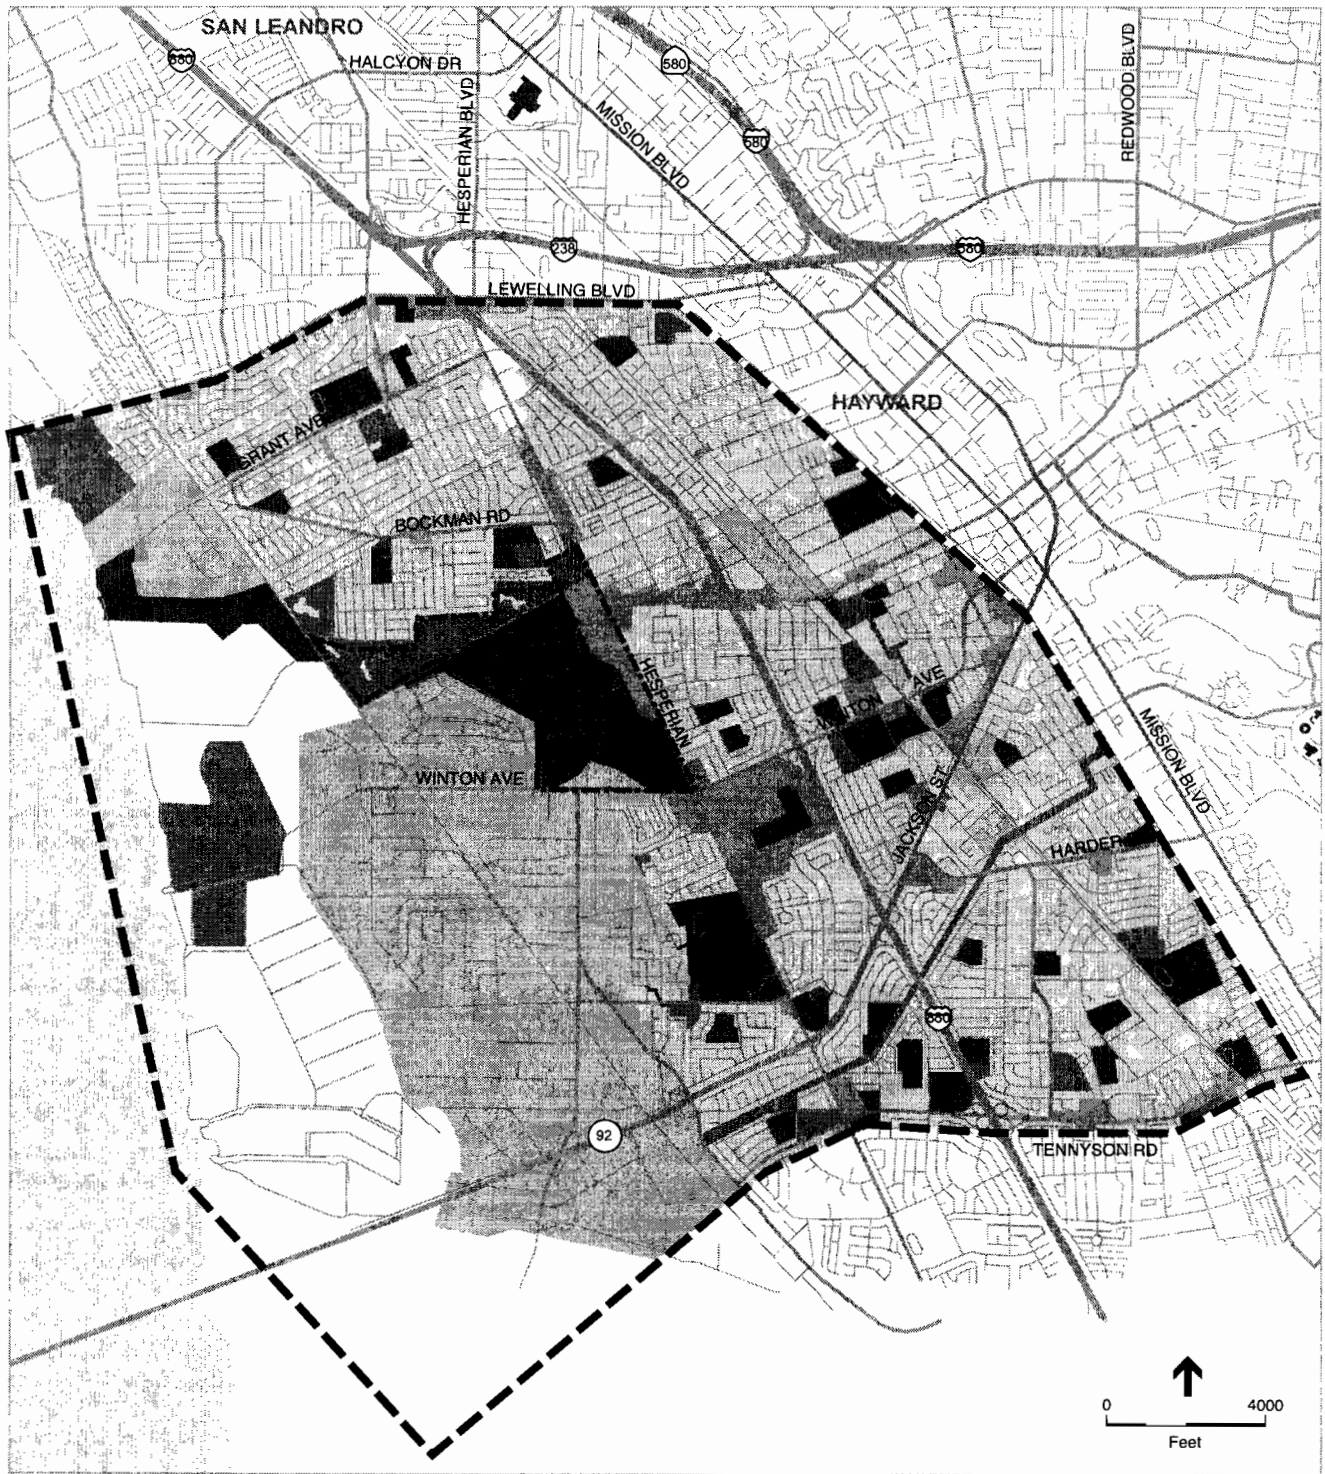 SAN LEANDRO
880
HALCYON DR
580
HESPERIAN BLVD
MISSION BLVD
REDWOOD BLVD
580
238
580
LEWELLING BLVD
HAYWARD
GRANT AVE
BOCKMAN RD
HESPERIAN
WINTON AVE
MISSION BLVD
WINTON AVE
JACKSON ST
HARDER
880
92
TENNYSON RD
0 4000
Feet